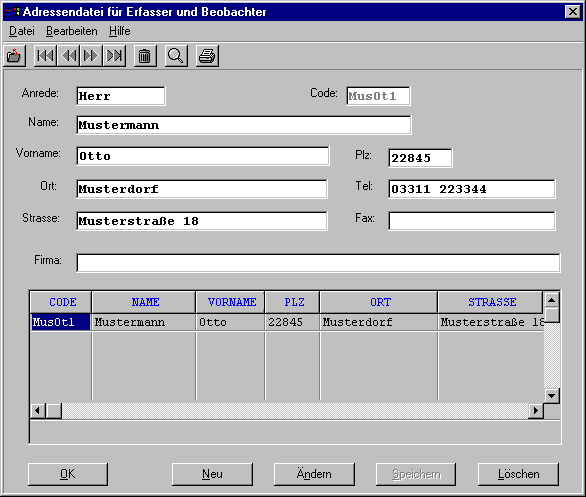 Adressendatei für Erfasser und Beobachter
Datei Bearbeiten Hilfe
Anrede: Herr Code: MusOt1
Name: Mustermann
Vorname: Otto Plz: 22845
Ort: Musterdorf Tel: 03311 223344
Strasse: Musterstraße 18 Fax:
Firma:
CODE NAME VORNAME PLZ ORT STRASSE
MusOt1 Mustermann Otto 22845 Musterdorf Musterstraße 18
OK Neu Ändern Speichern Löschen